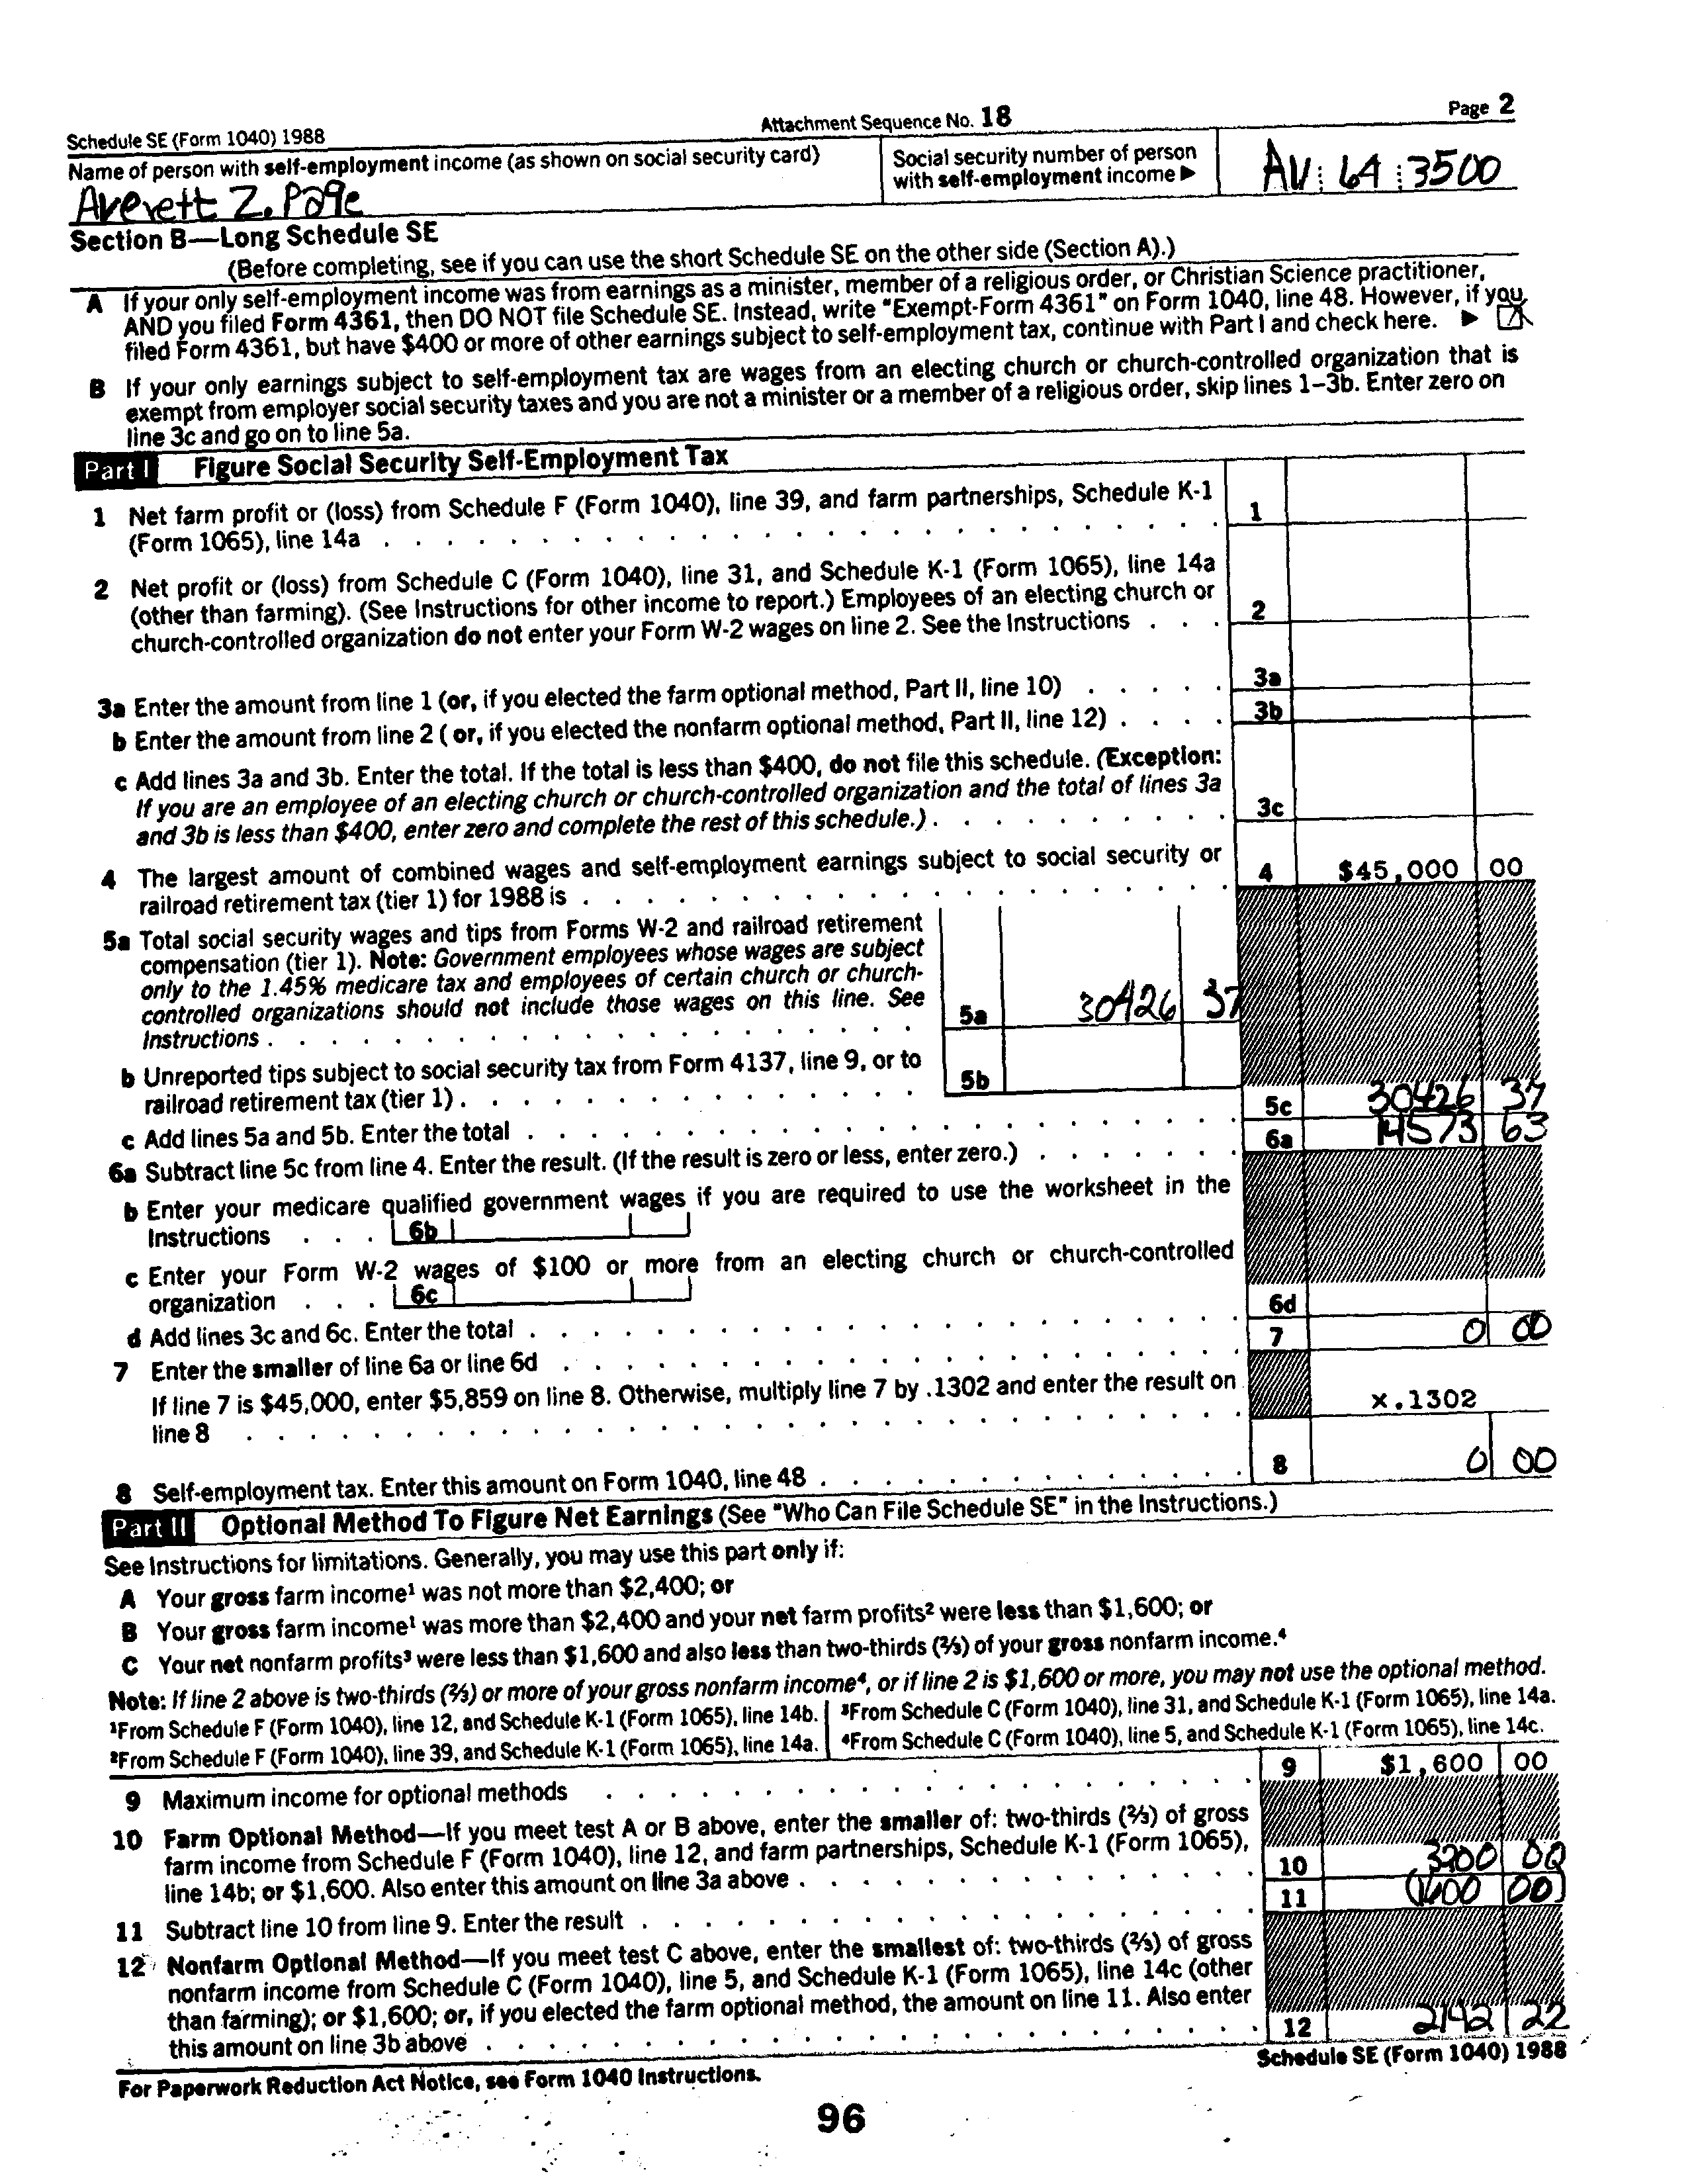 Schedule SE (Form 1040) 1988 Attachment Sequence No. 18 Page 2
Name of person with self-employment income (as shown on social security card)
Averett Z. Page
Social security number of person
with self-employment income ▶
AV 64 3500
Section B—Long Schedule SE
(Before completing, see if you can use the short Schedule SE on the other side (Section A).)
A If your only self-employment income was from earnings as a minister, member of a religious order, or Christian Science practitioner,
AND you filed Form 4361, then DO NOT file Schedule SE. Instead, write "Exempt-Form 4361" on Form 1040, line 48. However, if you
filed Form 4361, but have $400 or more of other earnings subject to self-employment tax, continue with Part I and check here. ▶
B If your only earnings subject to self-employment tax are wages from an electing church or church-controlled organization that is
exempt from employer social security taxes and you are not a minister or a member of a religious order, skip lines 1–3b. Enter zero on
line 3c and go on to line 5a.
Part I Figure Social Security Self-Employment Tax
1 Net farm profit or (loss) from Schedule F (Form 1040), line 39, and farm partnerships, Schedule K-1
(Form 1065), line 14a . . . 1
2 Net profit or (loss) from Schedule C (Form 1040), line 31, and Schedule K-1 (Form 1065), line 14a
(other than farming). (See Instructions for other income to report.) Employees of an electing church or
church-controlled organization do not enter your Form W-2 wages on line 2. See the Instructions . . . 2
3a Enter the amount from line 1 (or, if you elected the farm optional method, Part II, line 10) . . . 3a
b Enter the amount from line 2 ( or, if you elected the nonfarm optional method, Part II, line 12) . . . 3b
c Add lines 3a and 3b. Enter the total. If the total is less than $400, do not file this schedule. (Exception:
If you are an employee of an electing church or church-controlled organization and the total of lines 3a
and 3b is less than $400, enter zero and complete the rest of this schedule.) . . . 3c
4 The largest amount of combined wages and self-employment earnings subject to social security or
railroad retirement tax (tier 1) for 1988 is . . . 4 $45,000 00
5a Total social security wages and tips from Forms W-2 and railroad retirement
compensation (tier 1). Note: Government employees whose wages are subject
only to the 1.45% medicare tax and employees of certain church or church-
controlled organizations should not include those wages on this line. See
Instructions . . . 5a 30426 37
b Unreported tips subject to social security tax from Form 4137, line 9, or to
railroad retirement tax (tier 1) . . . 5b
c Add lines 5a and 5b. Enter the total . . . 5c 30426 37
6a Subtract line 5c from line 4. Enter the result. (If the result is zero or less, enter zero.) . . . 6a 14573 63
b Enter your medicare qualified government wages if you are required to use the worksheet in the
Instructions . . . 6b
c Enter your Form W-2 wages of $100 or more from an electing church or church-controlled
organization . . . 6c
d Add lines 3c and 6c. Enter the total . . . 6d
7 Enter the smaller of line 6a or line 6d . . . 7 0 00
If line 7 is $45,000, enter $5,859 on line 8. Otherwise, multiply line 7 by .1302 and enter the result on
line 8 . . . x.1302
8 Self-employment tax. Enter this amount on Form 1040, line 48 . . . 8 0 00
Part II Optional Method To Figure Net Earnings (See "Who Can File Schedule SE" in the Instructions.)
See Instructions for limitations. Generally, you may use this part only if:
A Your gross farm income¹ was not more than $2,400; or
B Your gross farm income¹ was more than $2,400 and your net farm profits² were less than $1,600; or
C Your net nonfarm profits³ were less than $1,600 and also less than two-thirds (⅔) of your gross nonfarm income.⁴
Note: If line 2 above is two-thirds (⅔) or more of your gross nonfarm income⁴, or if line 2 is $1,600 or more, you may not use the optional method.
¹From Schedule F (Form 1040), line 12, and Schedule K-1 (Form 1065), line 14b. ³From Schedule C (Form 1040), line 31, and Schedule K-1 (Form 1065), line 14a.
²From Schedule F (Form 1040), line 39, and Schedule K-1 (Form 1065), line 14a. ⁴From Schedule C (Form 1040), line 5, and Schedule K-1 (Form 1065), line 14c.
9 Maximum income for optional methods . . . 9 $1,600 00
10 Farm Optional Method—If you meet test A or B above, enter the smaller of: two-thirds (⅔) of gross
farm income from Schedule F (Form 1040), line 12, and farm partnerships, Schedule K-1 (Form 1065),
line 14b; or $1,600. Also enter this amount on line 3a above . . . 10 3200 00
11 Subtract line 10 from line 9. Enter the result . . . 11 (1600 00)
12 Nonfarm Optional Method—If you meet test C above, enter the smallest of: two-thirds (⅔) of gross
nonfarm income from Schedule C (Form 1040), line 5, and Schedule K-1 (Form 1065), line 14c (other
than farming); or $1,600; or, if you elected the farm optional method, the amount on line 11. Also enter
this amount on line 3b above . . . 12 2142 22
For Paperwork Reduction Act Notice, see Form 1040 Instructions. Schedule SE (Form 1040) 1988
96